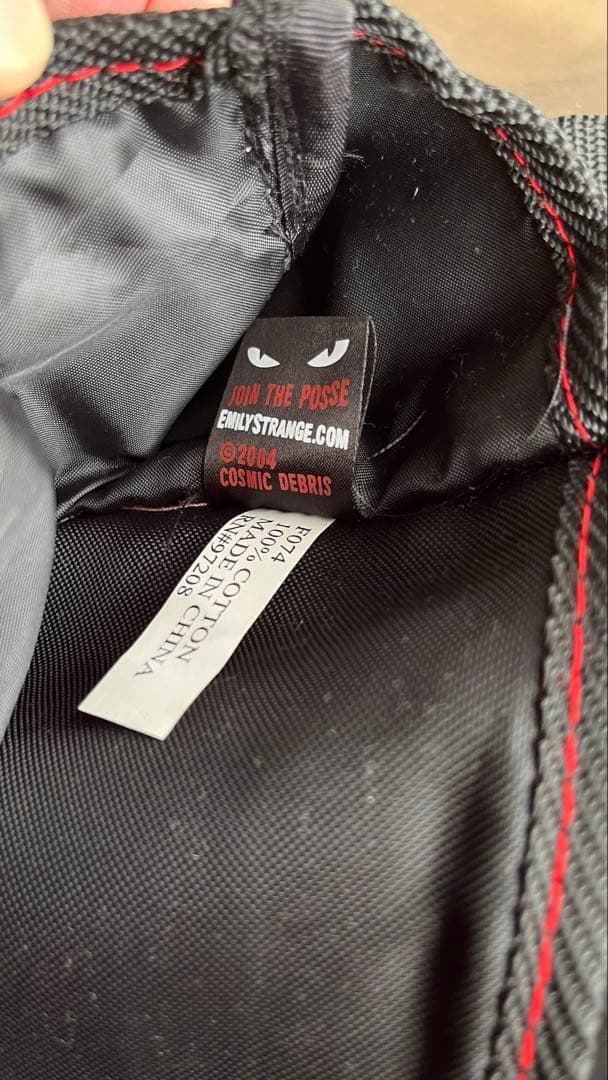 JOIN THE POSSE
EMILYSTRANGE.COM
©2004
COSMIC DEBRIS
F074
100% COTTON
MADE IN CHINA
RN#97208